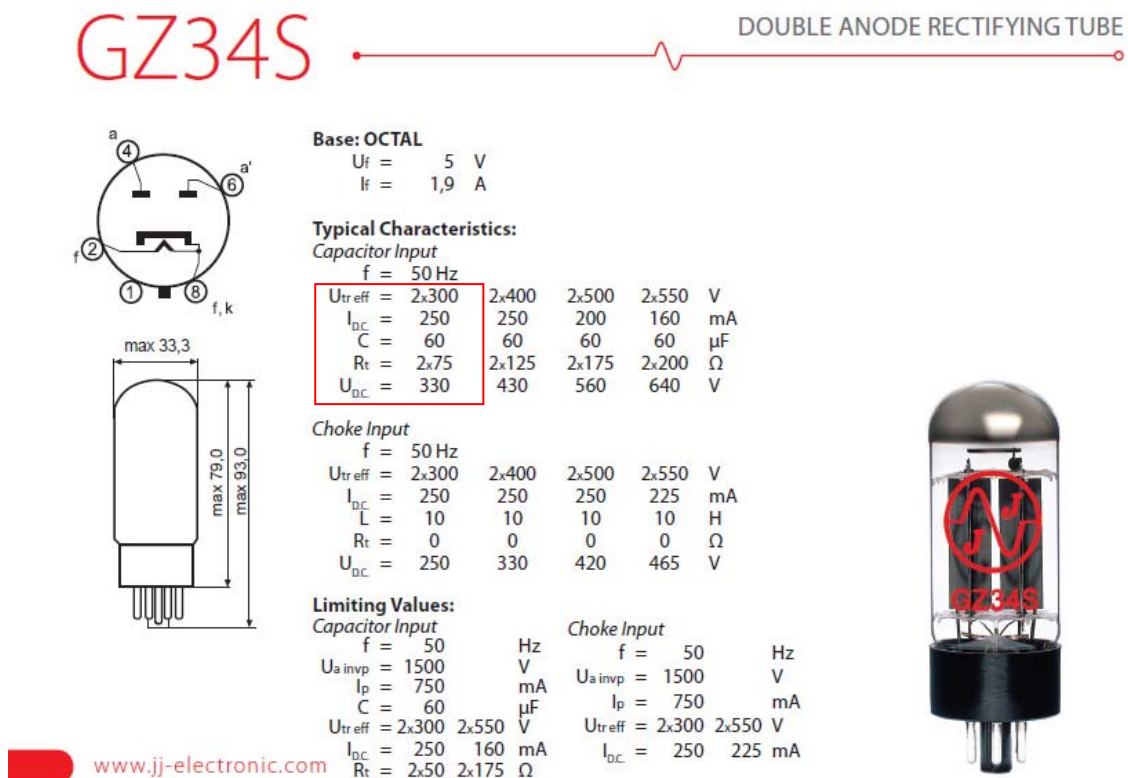 GZ34S
DOUBLE ANODE RECTIFYING TUBE
a
4
a'
6
f 2
1
8
f, k
max 33,3
max 79,0
max 93,0
Base: OCTAL
Uf = 5 V
If = 1,9 A
Typical Characteristics:
Capacitor Input
f = 50 Hz
Utr eff = 2x300 2x400 2x500 2x550 V
I D.C. = 250 250 200 160 mA
C = 60 60 60 60 μF
Rt = 2x75 2x125 2x175 2x200 Ω
U D.C. = 330 430 560 640 V
Choke Input
f = 50 Hz
Utr eff = 2x300 2x400 2x500 2x550 V
I D.C. = 250 250 250 225 mA
L = 10 10 10 10 H
Rt = 0 0 0 0 Ω
U D.C. = 250 330 420 465 V
Limiting Values:
Capacitor Input
f = 50 Hz
Ua invp = 1500 V
Ip = 750 mA
C = 60 μF
Utr eff = 2x300 2x550 V
I D.C. = 250 160 mA
Rt = 2x50 2x175 Ω
Choke Input
f = 50 Hz
Ua invp = 1500 V
Ip = 750 mA
Utr eff = 2x300 2x550 V
I D.C. = 250 225 mA
JJ
GZ34S
www.jj-electronic.com